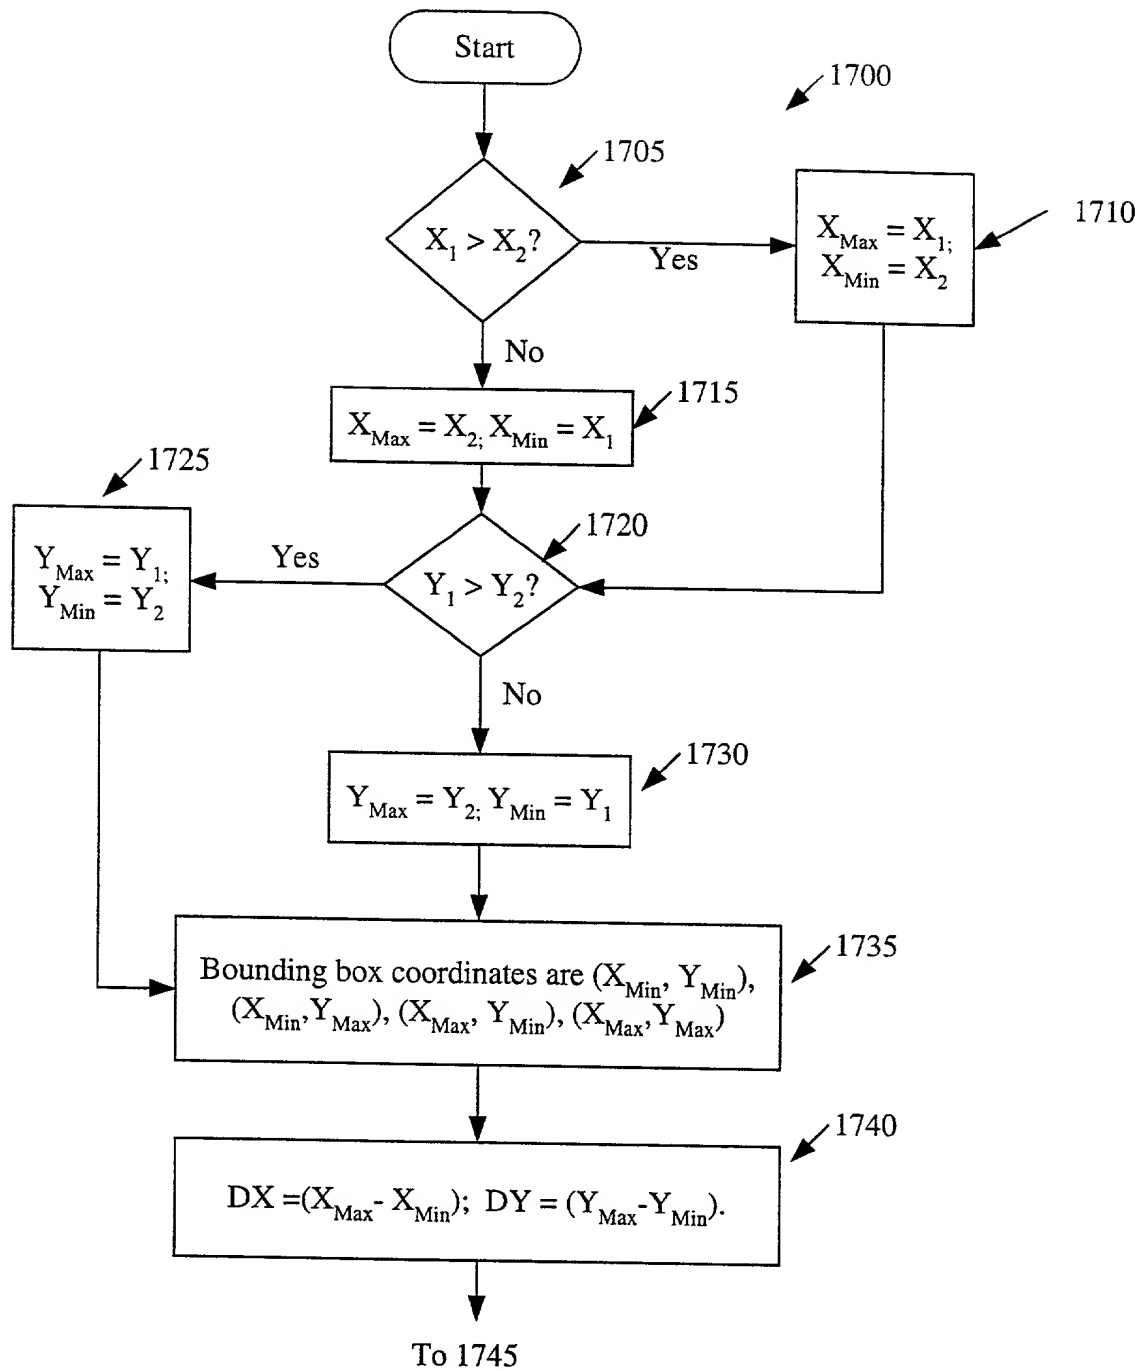 Start
1700
1705
X1 > X2?
Yes
XMax = X1;
XMin = X2
1710
No
1715
XMax = X2; XMin = X1
1725
1720
YMax = Y1;
YMin = Y2
Yes
Y1 > Y2?
No
1730
YMax = Y2; YMin = Y1
1735
Bounding box coordinates are (XMin, YMin),
(XMin,YMax), (XMax, YMin), (XMax,YMax)
1740
DX =(XMax- XMin); DY = (YMax-YMin).
To 1745